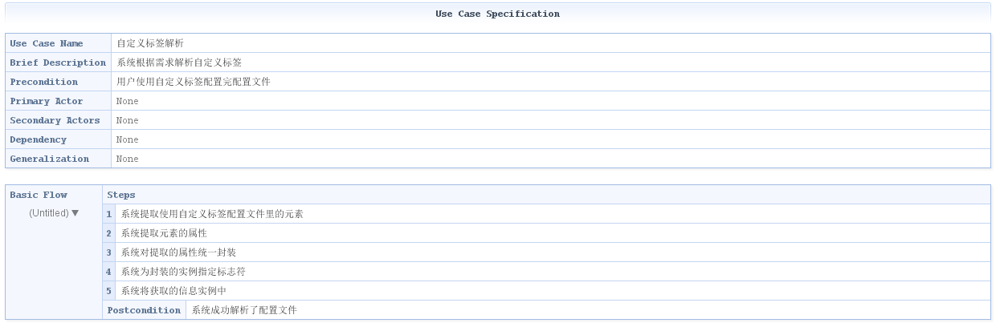 Use Case Specification
Use Case Name 自定义标签解析
Brief Description 系统根据需求解析自定义标签
Precondition 用户使用自定义标签配置完配置文件
Primary Actor None
Secondary Actors None
Dependency None
Generalization None
Basic Flow Steps
(Untitled) ▼
1 系统提取使用自定义标签配置文件里的元素
2 系统提取元素的属性
3 系统对提取的属性统一封装
4 系统为封装的实例指定标志符
5 系统将获取的信息实例中
Postcondition 系统成功解析了配置文件